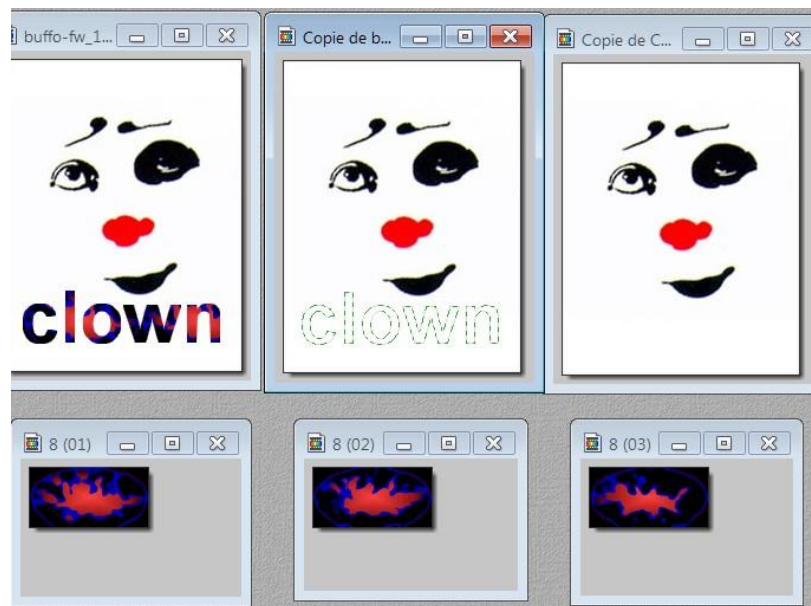 buffo-fw_1...
Copie de b...
Copie de C...
clown
clown
8 (01)
8 (02)
8 (03)